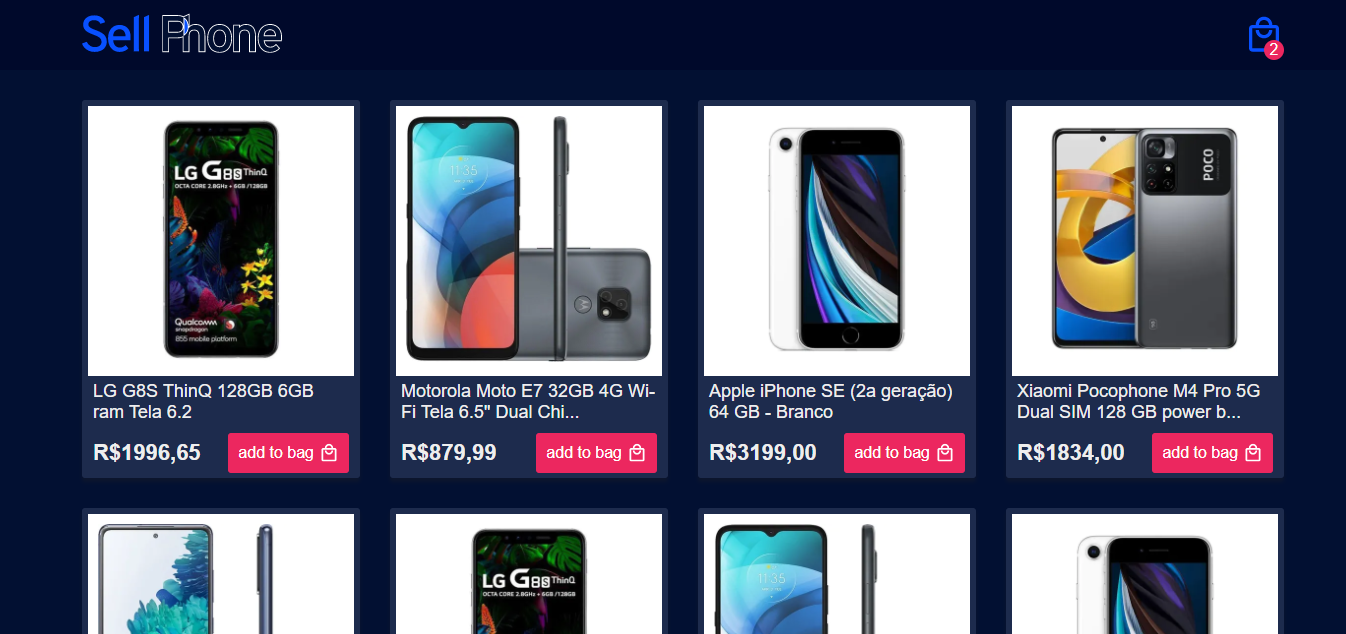 Sell Phone
2
LG G8S ThinQ
OCTA CORE 2.8GHz + 6GB /128GB
Qualcomm
snapdragon
855 mobile platform
11:35
POCO
LG G8S ThinQ 128GB 6GB
ram Tela 6.2
R$1996,65
add to bag
Motorola Moto E7 32GB 4G Wi-
Fi Tela 6.5" Dual Chi...
R$879,99
add to bag
Apple iPhone SE (2a geração)
64 GB - Branco
R$3199,00
add to bag
Xiaomi Pocophone M4 Pro 5G
Dual SIM 128 GB power b...
R$1834,00
add to bag
LG G8S ThinQ
OCTA CORE 2.8GHz + 6GB /128GB
11:35